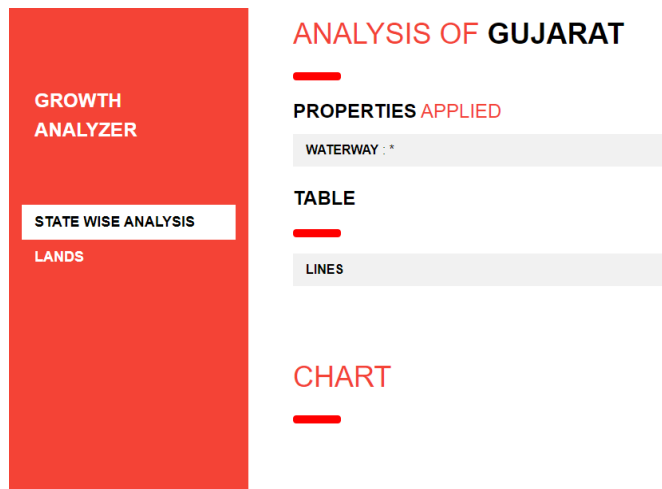 GROWTH
ANALYZER
STATE WISE ANALYSIS
LANDS
ANALYSIS OF GUJARAT
PROPERTIES APPLIED
WATERWAY : *
TABLE
LINES
CHART